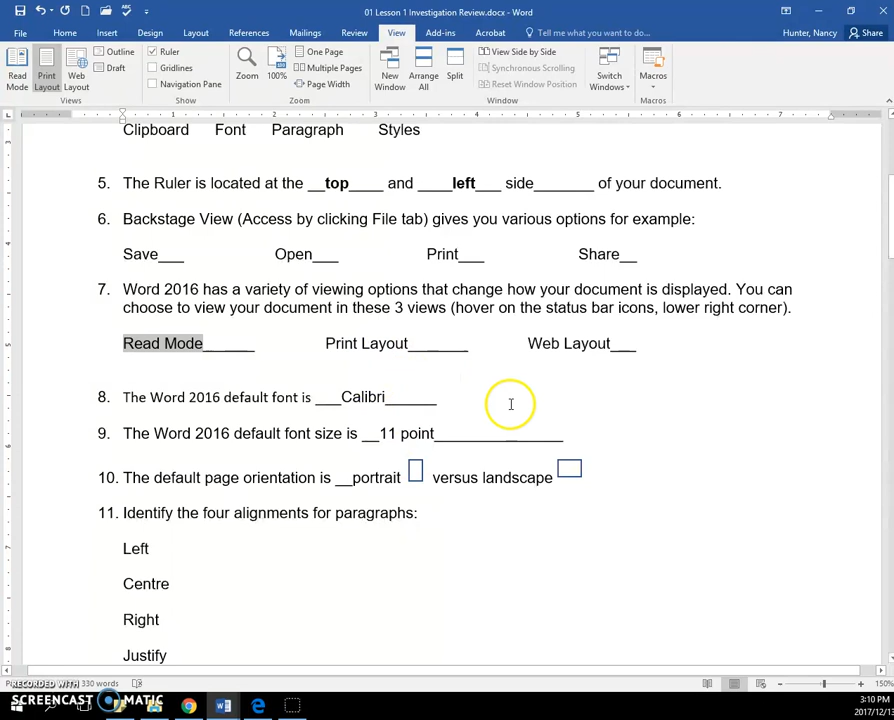 01 Lesson 1 Investigation Review.docx - Word
File Home Insert Design Layout References Mailings Review View Add-ins Acrobat Tell me what you want to do... Hunter, Nancy Share
Read Mode
Print Layout
Web Layout
Outline
Draft
Views
Ruler
Gridlines
Navigation Pane
Show
Zoom
100%
One Page
Multiple Pages
Page Width
Zoom
New Window
Arrange All
Split
View Side by Side
Synchronous Scrolling
Reset Window Position
Window
Switch Windows
Macros
Macros
1 2 3 4 5 6 7
Clipboard Font Paragraph Styles
5. The Ruler is located at the __top____ and ____left___ side_______ of your document.
6. Backstage View (Access by clicking File tab) gives you various options for example:
Save___ Open___ Print___ Share__
7. Word 2016 has a variety of viewing options that change how your document is displayed. You can
choose to view your document in these 3 views (hover on the status bar icons, lower right corner).
Read Mode______ Print Layout_______ Web Layout___
8. The Word 2016 default font is ___Calibri______
9. The Word 2016 default font size is __11 point_______________
10. The default page orientation is __portrait versus landscape
11. Identify the four alignments for paragraphs:
Left
Centre
Right
Justify
RECORDED WITH
330 words
150%
SCREENCAST MATIC
3:10 PM
2017/12/13